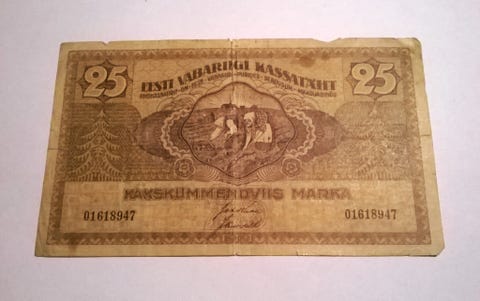 25 EESTI VABARIIGI KASSATÄHT 25
KAKSKÜMMENDVIIS MARKA
01618947 01618947